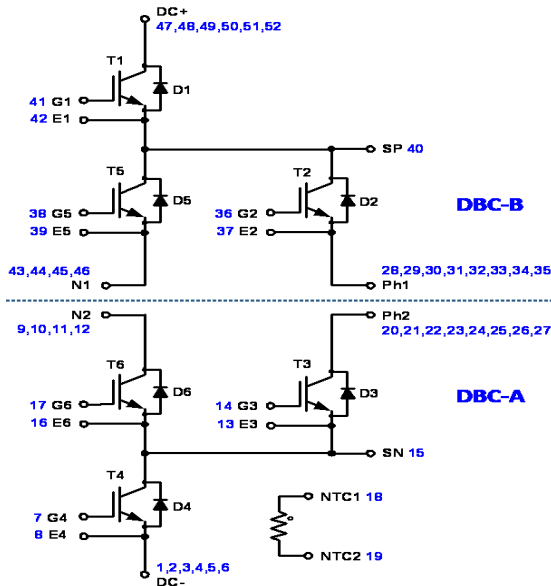 DC+
47,48,49,50,51,52
T1
D1
41 G1
42 E1
SP 40
T5
T2
D5
D2
38 G5
36 G2
DBC-B
39 E5
37 E2
43,44,45,46
28,29,30,31,32,33,34,35
N1
Ph1
N2
Ph2
9,10,11,12
20,21,22,23,24,25,26,27
T6
T3
D6
D3
17 G6
14 G3
DBC-A
16 E6
13 E3
SN 15
T4
D4
NTC1 18
7 G4
8 E4
NTC2 19
1,2,3,4,5,6
DC-